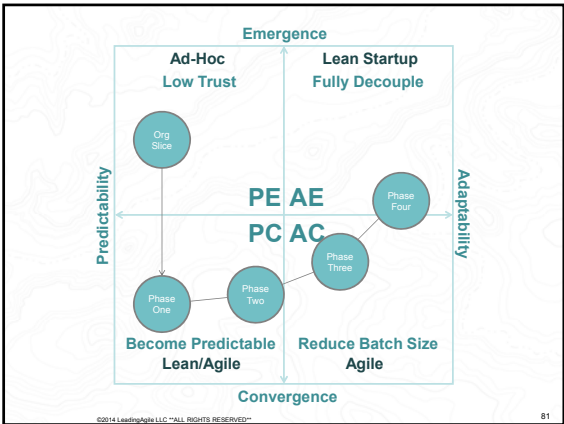 Emergence
Ad-Hoc
Low Trust
Lean Startup
Fully Decouple
Org
Slice
Predictability
Adaptability
PE AE
PC AC
Phase
Four
Phase
Three
Phase
Two
Phase
One
Become Predictable
Lean/Agile
Reduce Batch Size
Agile
Convergence
©2014 LeadingAgile LLC **ALL RIGHTS RESERVED**
81